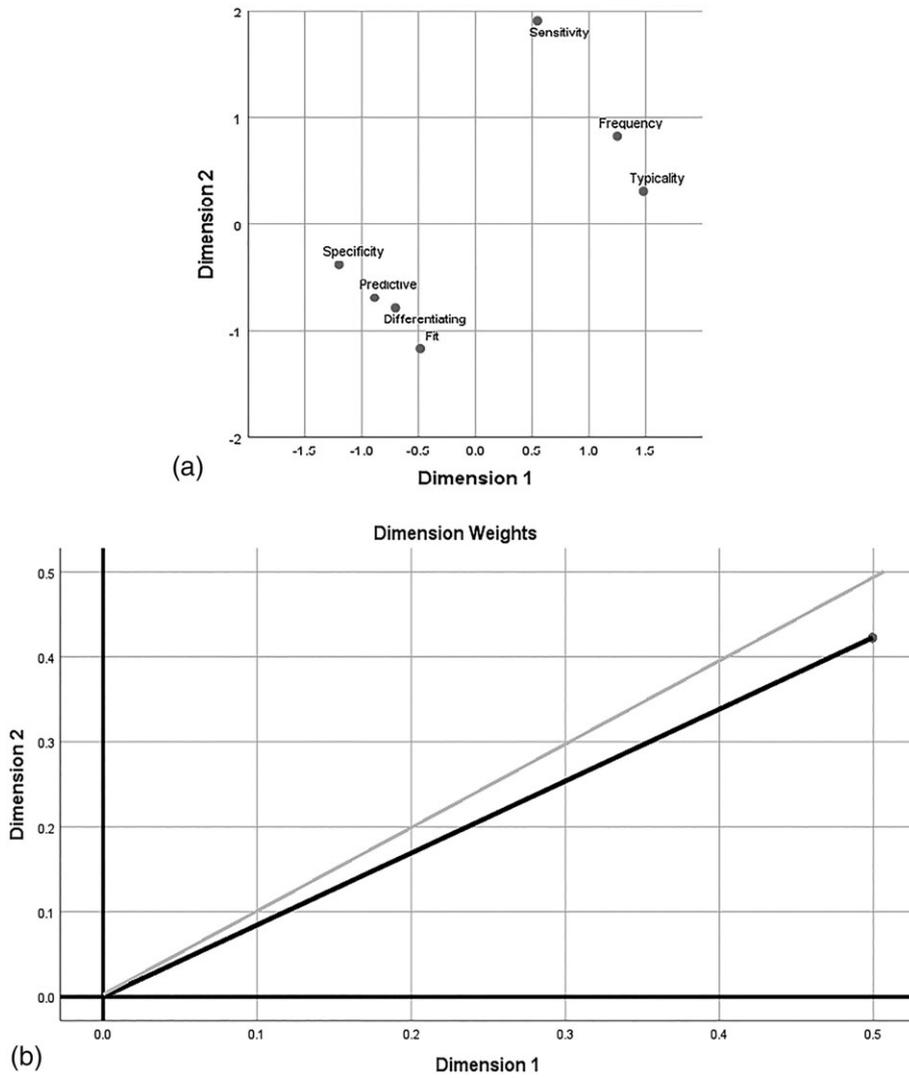 2
Sensitivity
1
Frequency
Typicality
Dimension 2
0
Specificity
Predictive
Differentiating
Fit
-1
-2
-1.5 -1.0 -0.5 0.0 0.5 1.0 1.5
(a)
Dimension 1
Dimension Weights
0.5
0.4
0.3
Dimension 2
0.2
0.1
0.0
0.0 0.1 0.2 0.3 0.4 0.5
(b)
Dimension 1